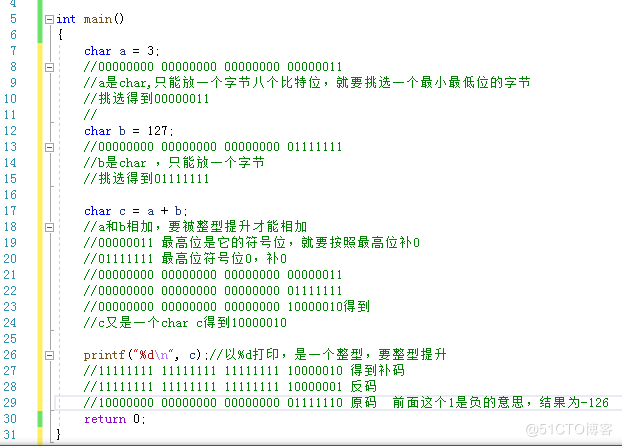 4
5 int main()
6 {
7 char a = 3;
8 //00000000 00000000 00000000 00000011
9 //a是char,只能放一个字节八个比特位，就要挑选一个最小最低位的字节
10 //挑选得到00000011
11 //
12 char b = 127;
13 //00000000 00000000 00000000 01111111
14 //b是char ，只能放一个字节
15 //挑选得到01111111
16
17 char c = a + b;
18 //a和b相加，要被整型提升才能相加
19 //00000011 最高位是它的符号位，就要按照最高位补0
20 //01111111 最高位符号位0，补0
21 //00000000 00000000 00000000 00000011
22 //00000000 00000000 00000000 01111111
23 //00000000 00000000 00000000 10000010得到
24 //c又是一个char c得到10000010
25
26 printf("%d\n", c);//以%d打印，是一个整型，要整型提升
27 //11111111 11111111 11111111 10000010 得到补码
28 //11111111 11111111 11111111 10000001 反码
29 //10000000 00000000 00000000 01111110 原码 前面这个1是负的意思，结果为-126
30 return 0;
31 }
@51CTO博客